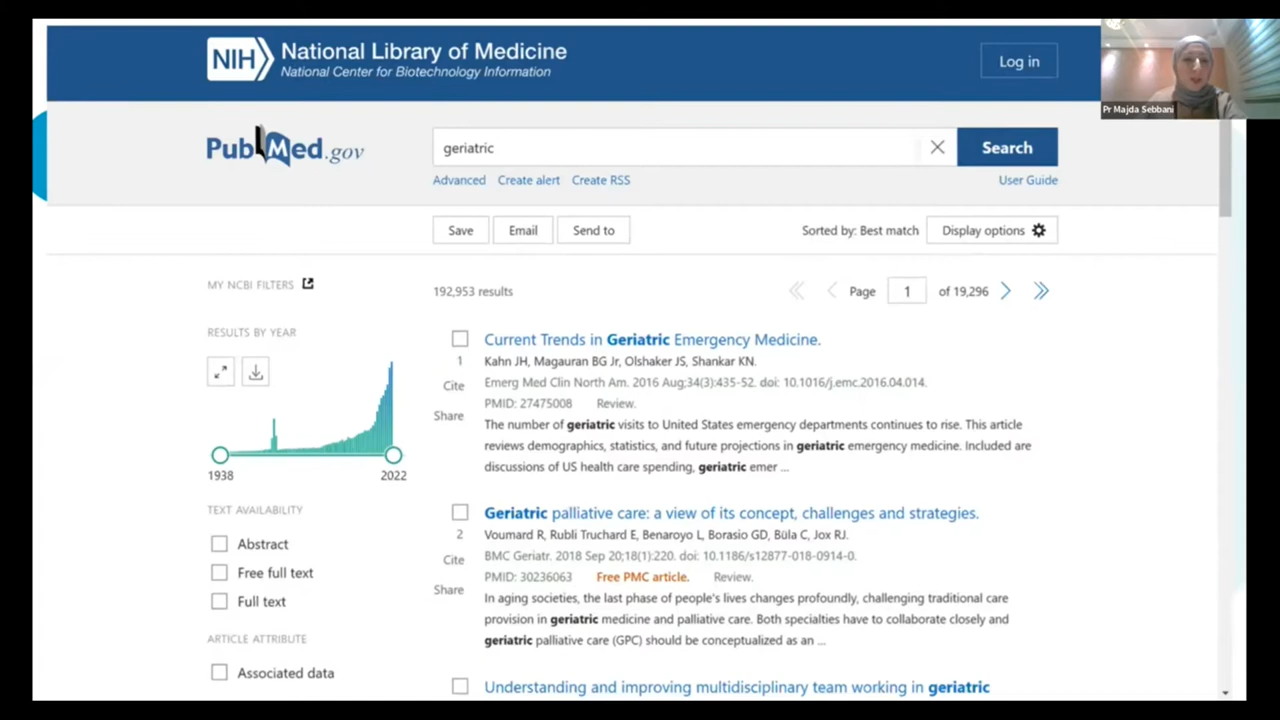 NIH National Library of Medicine
National Center for Biotechnology Information
Log in
Pr Majda Sebbani
PubMed.gov
geriatric
Search
Advanced Create alert Create RSS
User Guide
Save Email Send to
Sorted by: Best match Display options
MY NCBI FILTERS
192,953 results
Page 1 of 19,296
RESULTS BY YEAR
1938 2022
TEXT AVAILABILITY
Abstract
Free full text
Full text
ARTICLE ATTRIBUTE
Associated data
Current Trends in Geriatric Emergency Medicine.
1 Kahn JH, Magauran BG Jr, Olshaker JS, Shankar KN.
Cite Emerg Med Clin North Am. 2016 Aug;34(3):435-52. doi: 10.1016/j.emc.2016.04.014.
PMID: 27475008 Review.
Share
The number of geriatric visits to United States emergency departments continues to rise. This article
reviews demographics, statistics, and future projections in geriatric emergency medicine. Included are
discussions of US health care spending, geriatric emer ...
Geriatric palliative care: a view of its concept, challenges and strategies.
2 Voumard R, Rubli Truchard E, Benaroyo L, Borasio GD, Büla C, Jox RJ.
Cite BMC Geriatr. 2018 Sep 20;18(1):220. doi: 10.1186/s12877-018-0914-0.
PMID: 30236063 Free PMC article. Review.
Share
In aging societies, the last phase of people's lives changes profoundly, challenging traditional care
provision in geriatric medicine and palliative care. Both specialties have to collaborate closely and
geriatric palliative care (GPC) should be conceptualized as an ...
Understanding and improving multidisciplinary team working in geriatric